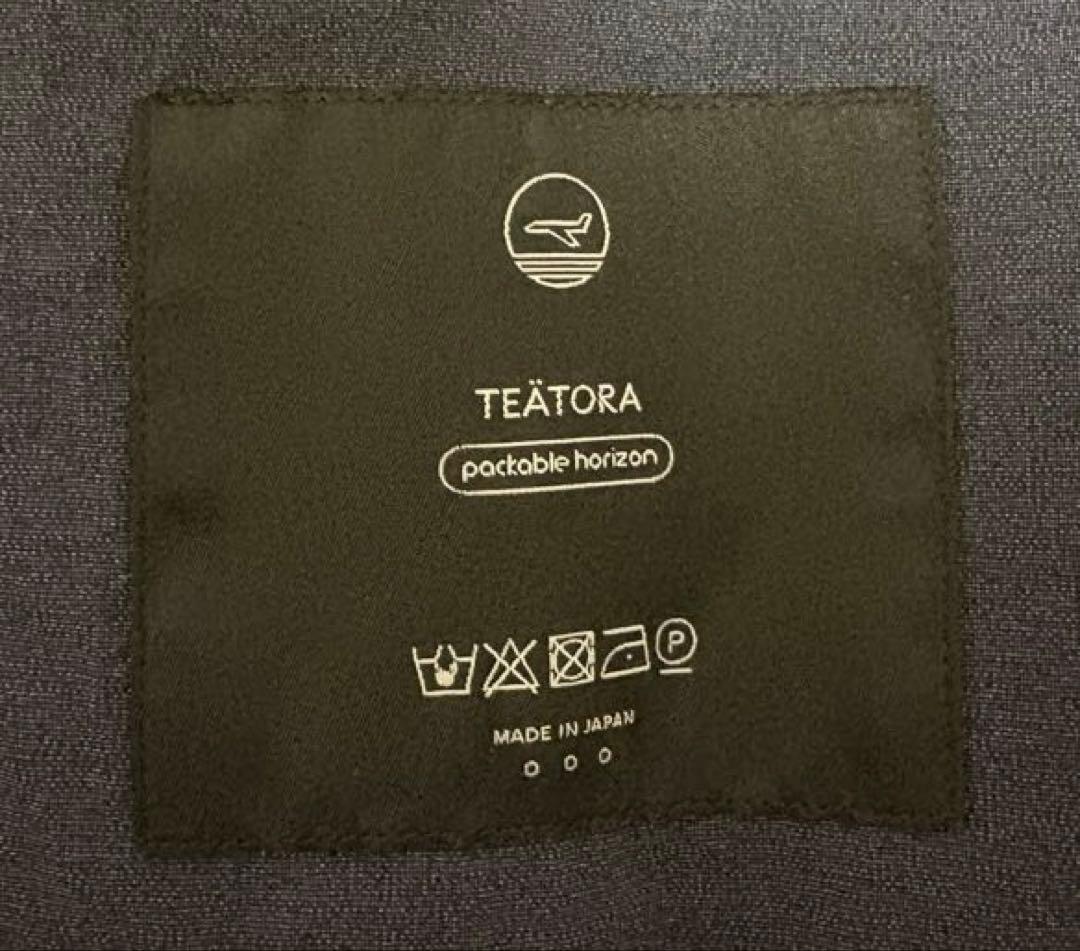 TEÄTORA
packable horizon
P
MADE IN JAPAN